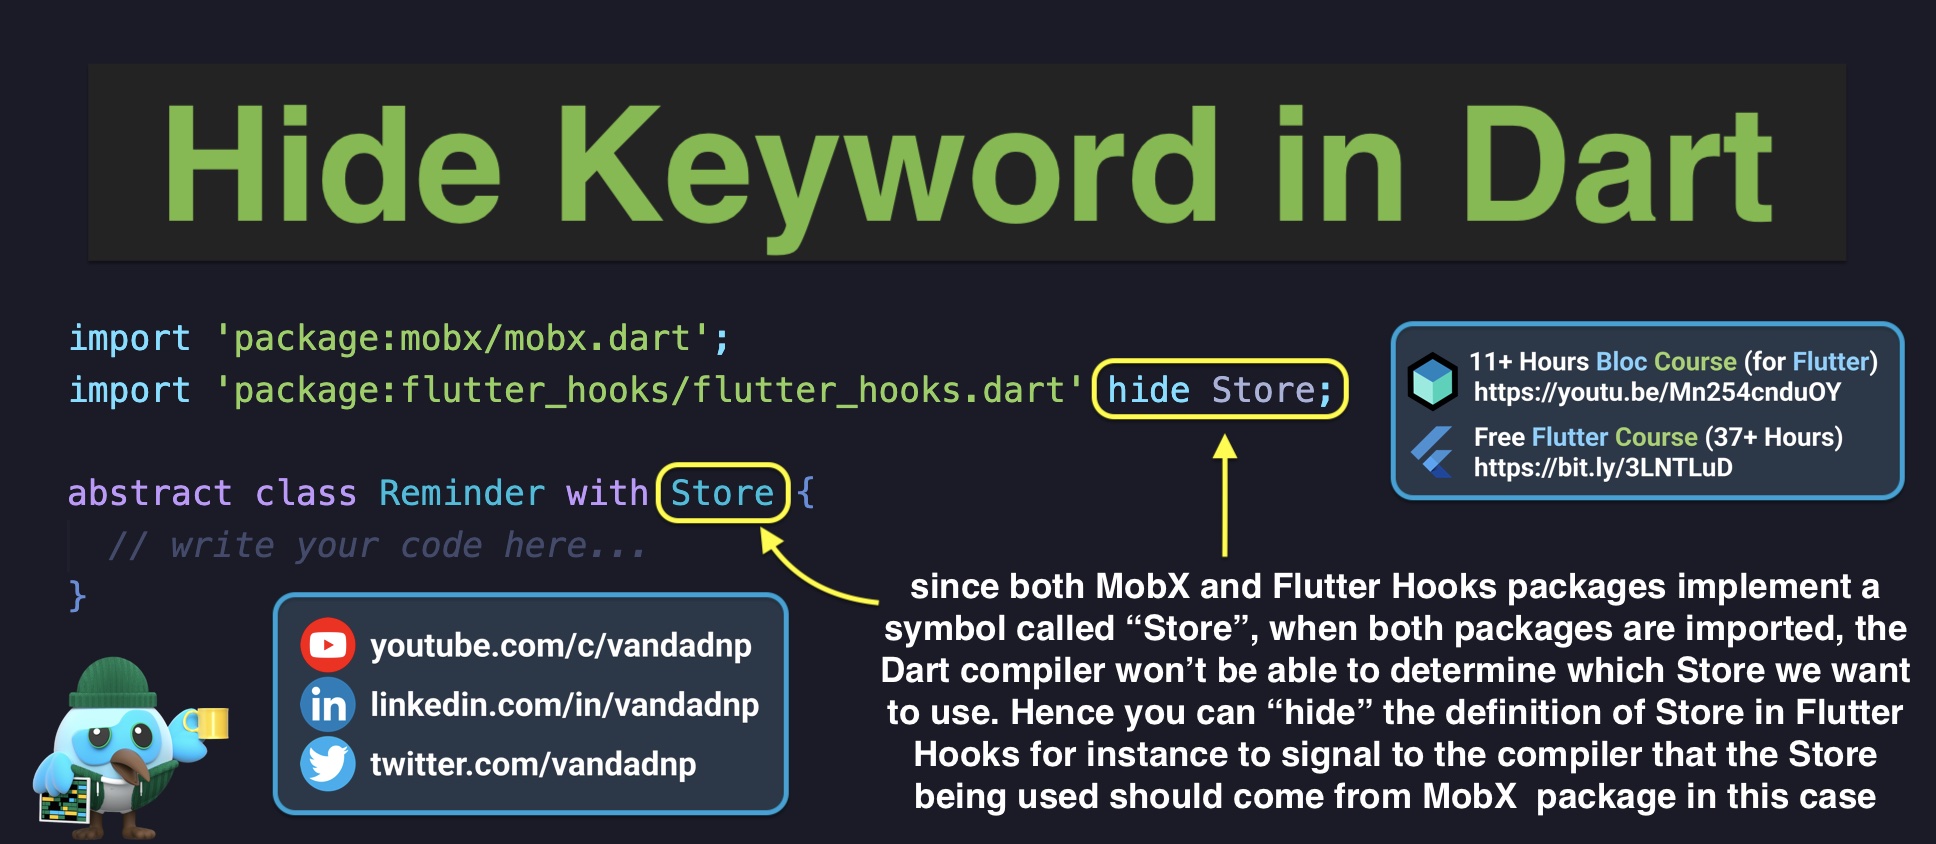 Hide Keyword in Dart
import 'package:mobx/mobx.dart';
import 'package:flutter_hooks/flutter_hooks.dart' hide Store;
abstract class Reminder with Store {
// write your code here...
}
11+ Hours Bloc Course (for Flutter)
https://youtu.be/Mn254cnduOY
Free Flutter Course (37+ Hours)
https://bit.ly/3LNTLuD
since both MobX and Flutter Hooks packages implement a
symbol called “Store”, when both packages are imported, the
Dart compiler won’t be able to determine which Store we want
to use. Hence you can “hide” the definition of Store in Flutter
Hooks for instance to signal to the compiler that the Store
being used should come from MobX  package in this case
youtube.com/c/vandadnp
in linkedin.com/in/vandadnp
twitter.com/vandadnp